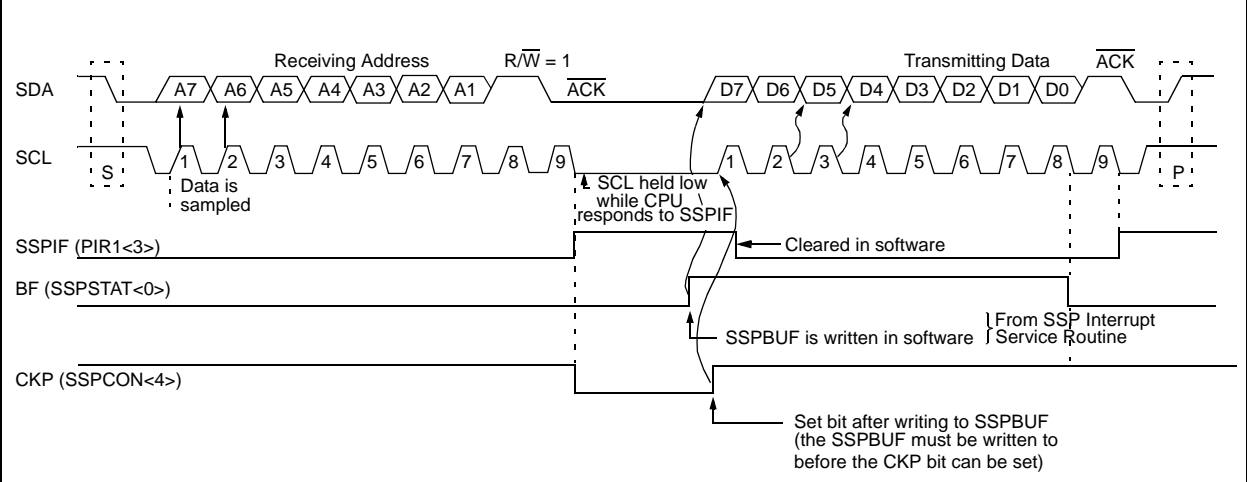 Receiving Address R/W = 1 Transmitting Data ACK
SDA A7 A6 A5 A4 A3 A2 A1 ACK D7 D6 D5 D4 D3 D2 D1 D0
SCL S 1 2 3 4 5 6 7 8 9 1 2 3 4 5 6 7 8 9 P
Data is
sampled
SCL held low
while CPU
responds to SSPIF
SSPIF (PIR1<3>)
Cleared in software
BF (SSPSTAT<0>)
SSPBUF is written in software
From SSP Interrupt
Service Routine
CKP (SSPCON<4>)
Set bit after writing to SSPBUF
(the SSPBUF must be written to
before the CKP bit can be set)